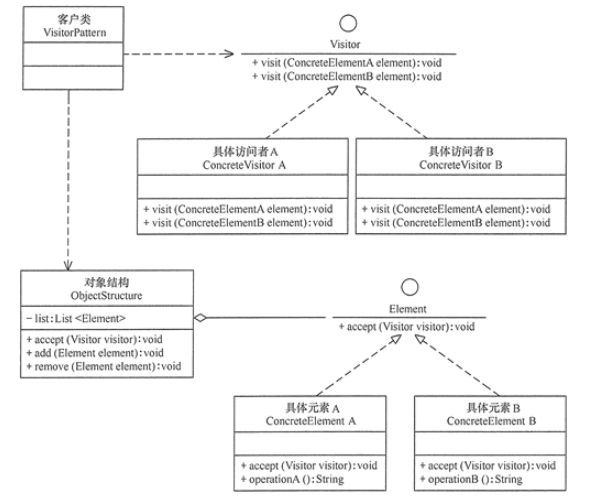 客户类
VisitorPattern
Visitor
+ visit (ConcreteElementA element):void
+ visit (ConcreteElementB element):void
具体访问者A
ConcreteVisitor A
+ visit (ConcreteElementA element):void
+ visit (ConcreteElementB element):void
具体访问者B
ConcreteVisitor B
+ visit (ConcreteElementA element):void
+ visit (ConcreteElementB element):void
对象结构
ObjectStructure
- list:List <Element>
+ accept (Visitor visitor):void
+ add (Element element):void
+ remove (Element element):void
Element
+ accept (Visitor visitor):void
具体元素A
ConcreteElement A
+ accept (Visitor visitor):void
+ operationA ():String
具体元素B
ConcreteElement B
+ accept (Visitor visitor):void
+ operationB ():String